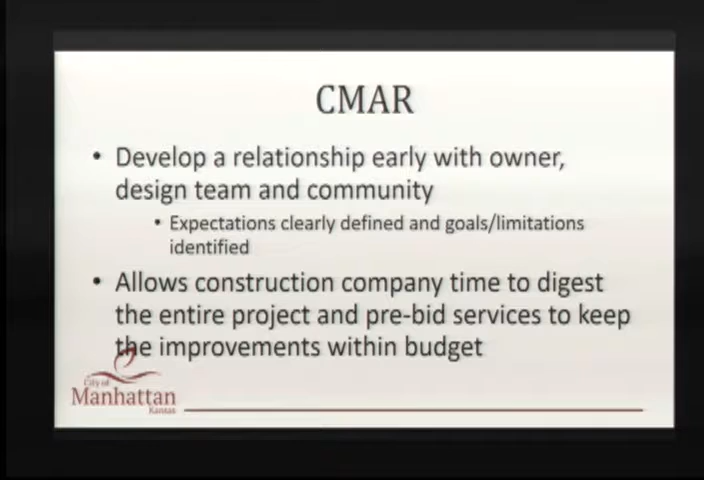 CMAR
• Develop a relationship early with owner,
design team and community
• Expectations clearly defined and goals/limitations
identified
• Allows construction company time to digest
the entire project and pre-bid services to keep
the improvements within budget
City of
Manhattan
Kansas